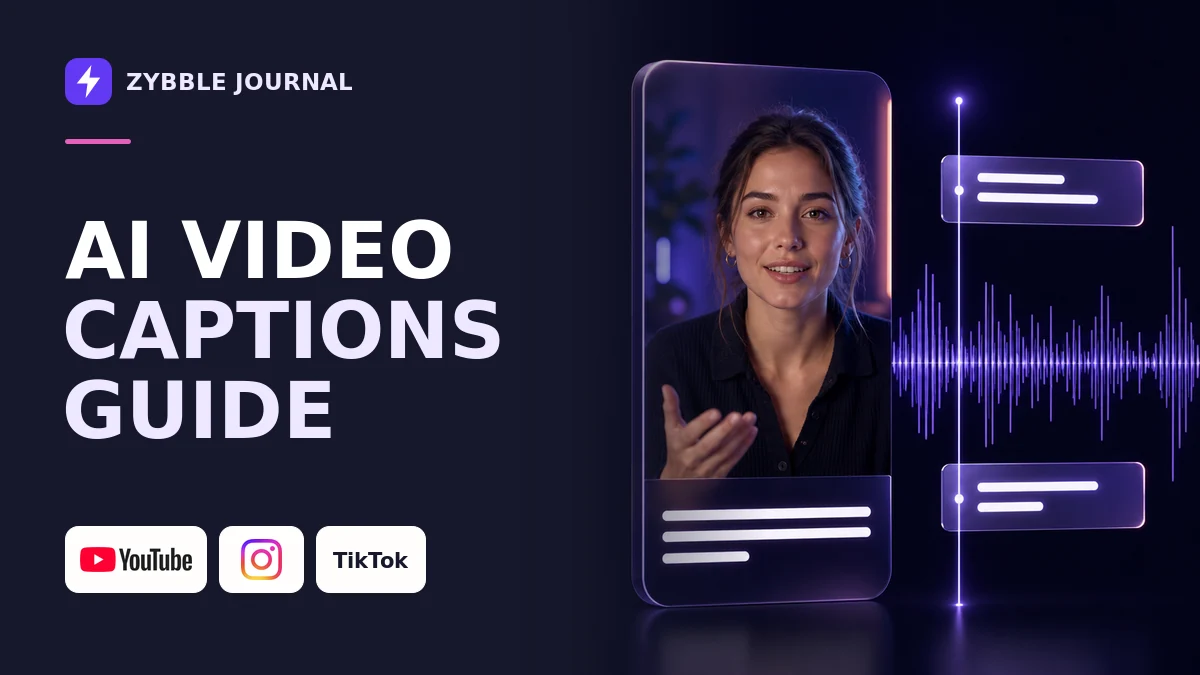 ZYBBLE JOURNAL
AI VIDEO
CAPTIONS
GUIDE
YouTube
TikTok